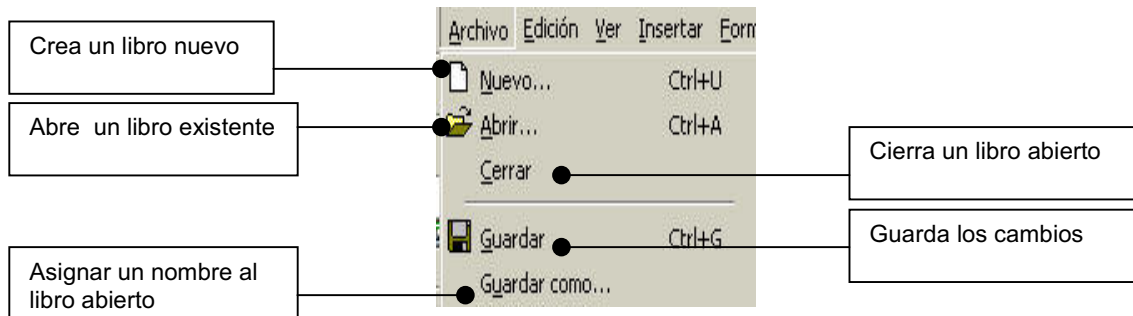 Crea un libro nuevo
Abre un libro existente
Asignar un nombre al
libro abierto
Archivo Edición Ver Insertar Form
Nuevo... Ctrl+U
Abrir... Ctrl+A
Cerrar
Guardar Ctrl+G
Guardar como...
Cierra un libro abierto
Guarda los cambios